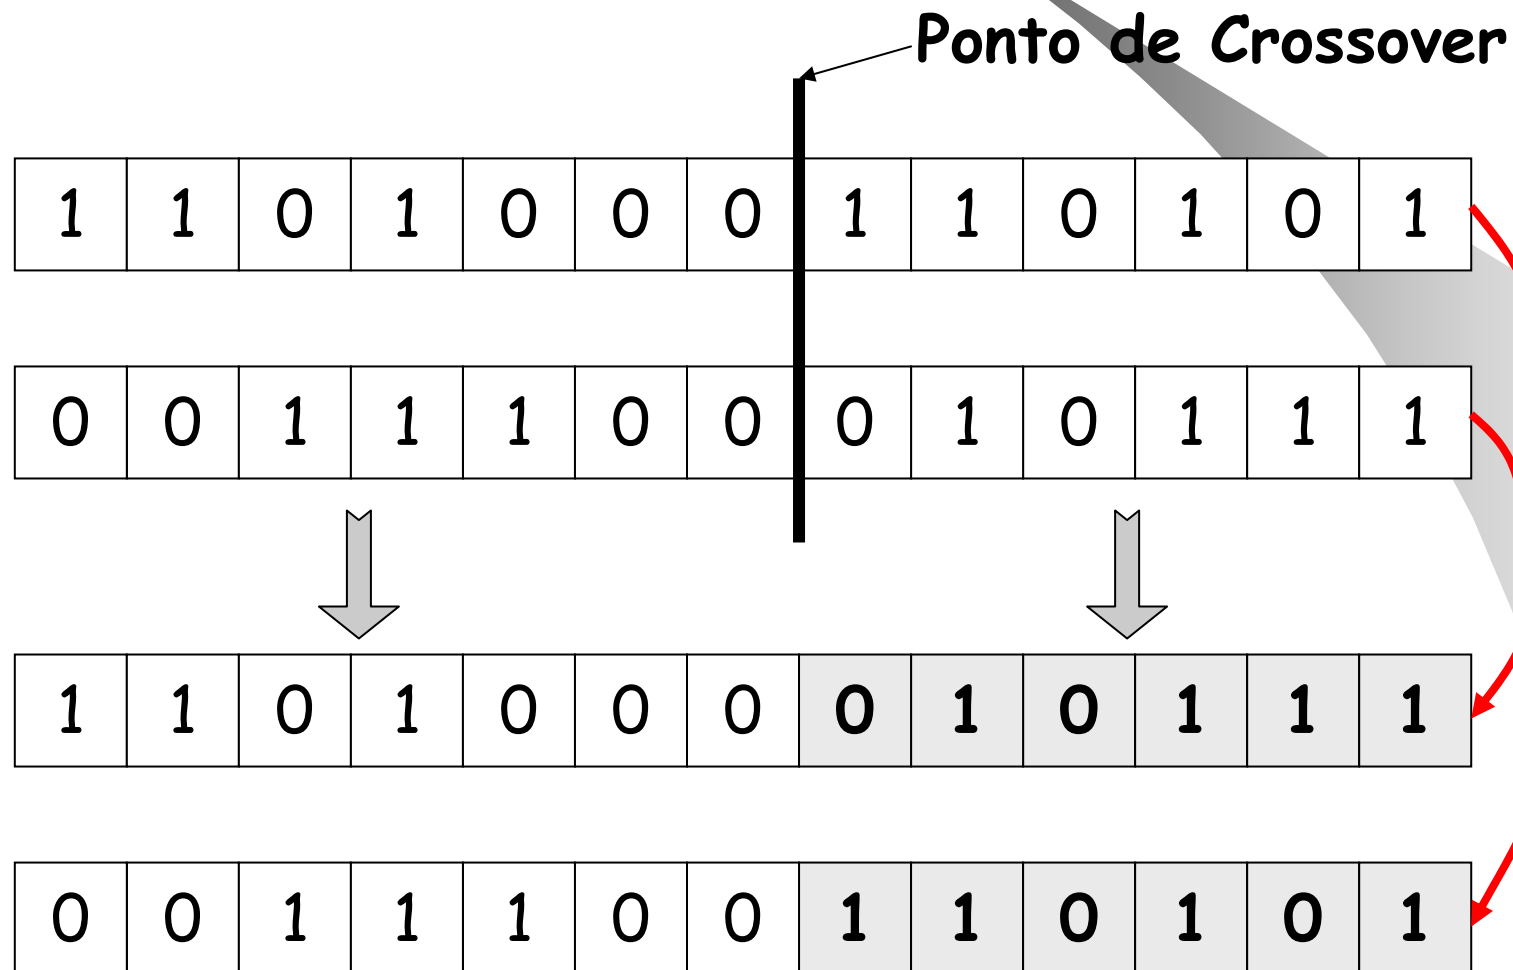 Ponto de Crossover
1 1 0 1 0 0 0 1 1 0 1 0 1
0 0 1 1 1 0 0 0 1 0 1 1 1
1 1 0 1 0 0 0 0 1 0 1 1 1
0 0 1 1 1 0 0 1 1 0 1 0 1